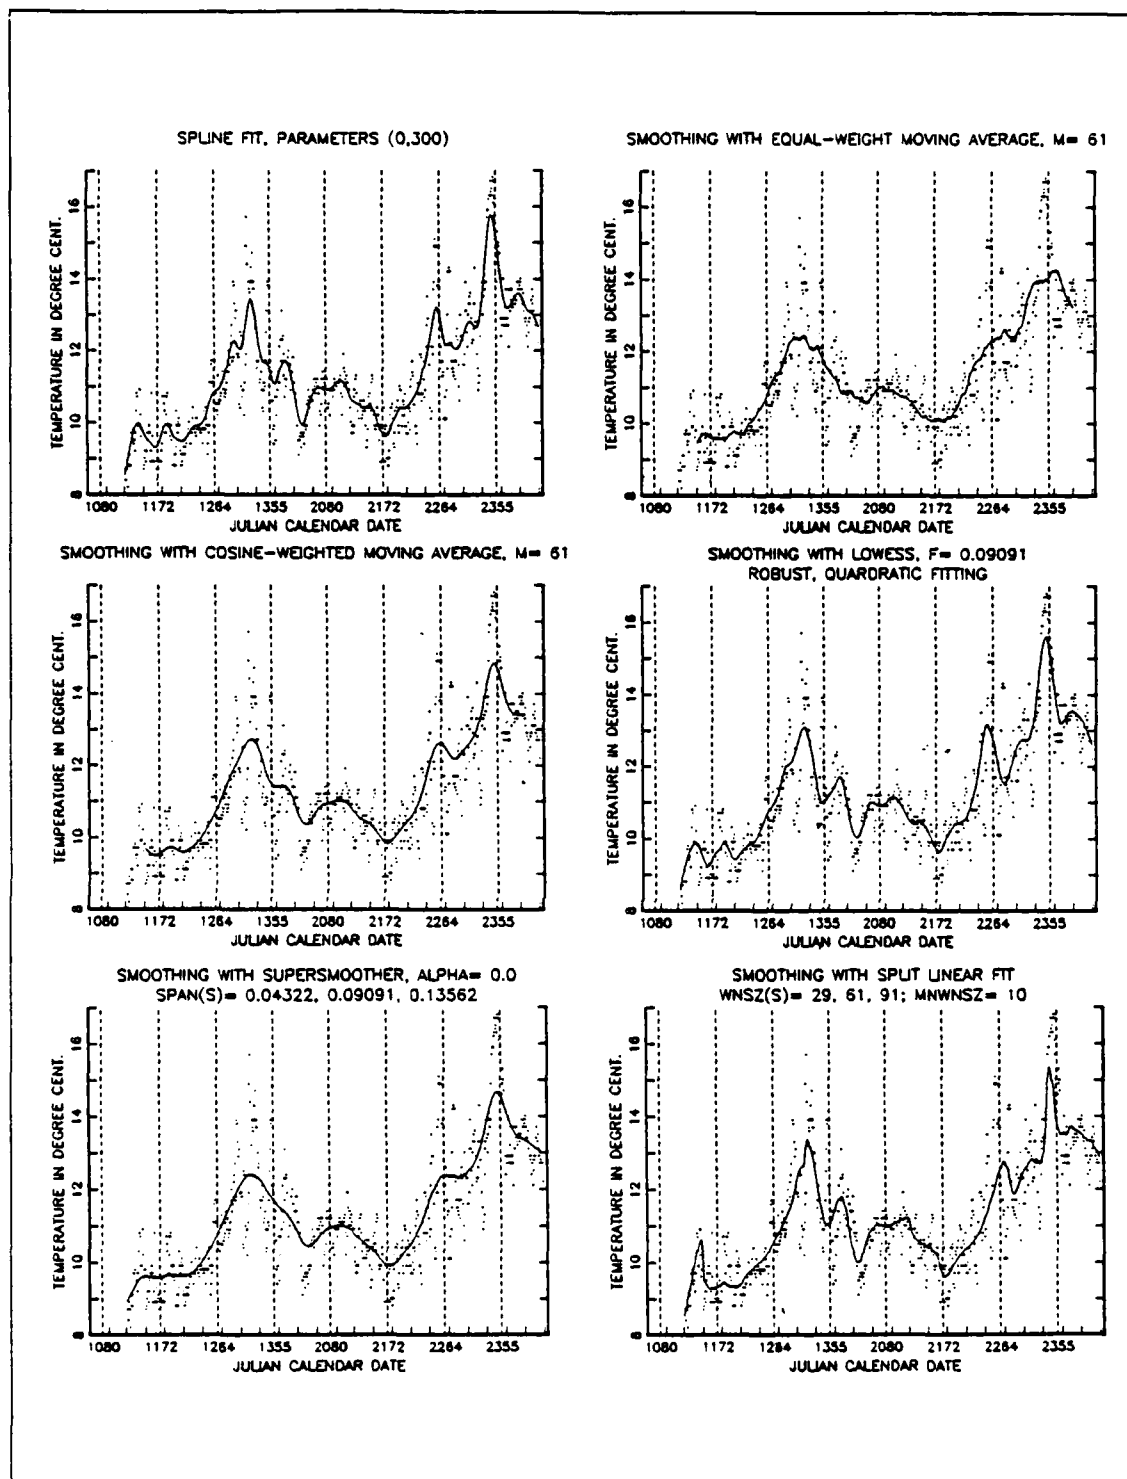 SPLINE FIT, PARAMETERS (0,300)
TEMPERATURE IN DEGREE CENT.
8 10 12 14 16
1080 1172 1264 1355 2080 2172 2264 2355
JULIAN CALENDAR DATE
SMOOTHING WITH EQUAL-WEIGHT MOVING AVERAGE, M= 61
TEMPERATURE IN DEGREE CENT.
8 10 12 14 16
1080 1172 1264 1355 2080 2172 2264 2355
JULIAN CALENDAR DATE
SMOOTHING WITH COSINE-WEIGHTED MOVING AVERAGE, M= 61
TEMPERATURE IN DEGREE CENT.
8 10 12 14 16
1080 1172 1264 1355 2080 2172 2264 2355
JULIAN CALENDAR DATE
SMOOTHING WITH LOWESS, F= 0.09091
ROBUST, QUARDRATIC FITTING
TEMPERATURE IN DEGREE CENT.
8 10 12 14 16
1080 1172 1264 1355 2080 2172 2264 2355
JULIAN CALENDAR DATE
SMOOTHING WITH SUPERSMOOTHER, ALPHA= 0.0
SPAN(S)= 0.04322, 0.09091, 0.13562
TEMPERATURE IN DEGREE CENT.
8 10 12 14 16
1080 1172 1264 1355 2080 2172 2264 2355
JULIAN CALENDAR DATE
SMOOTHING WITH SPLIT LINEAR FIT
WNSZ(S)= 29, 61, 91; MNWNSZ= 10
TEMPERATURE IN DEGREE CENT.
8 10 12 14 16
1080 1172 1264 1355 2080 2172 2264 2355
JULIAN CALENDAR DATE